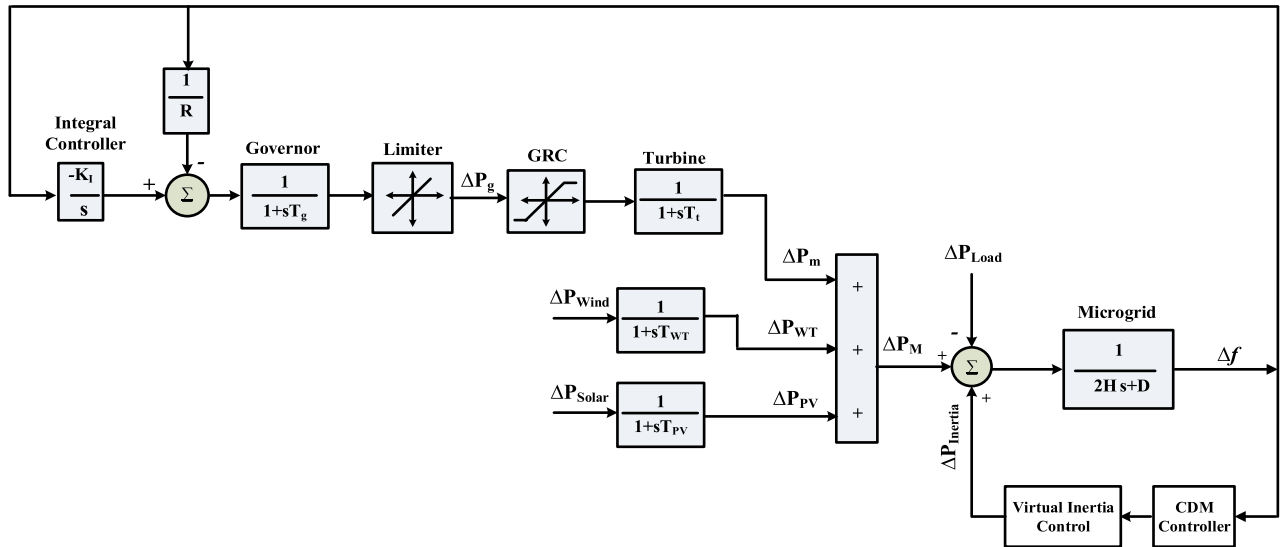 1
R
Integral
Controller
-K_I
s
+
-
Σ
Governor
1
1+sT_g
Limiter
ΔP_g
GRC
Turbine
1
1+sT_t
ΔP_m
ΔP_Wind
1
1+sT_WT
ΔP_WT
ΔP_Solar
1
1+sT_PV
ΔP_PV
+
+
+
ΔP_M
ΔP_Load
-
+
Σ
+
ΔP_Inertia
Microgrid
1
2H s+D
Δf
Virtual Inertia
Control
CDM
Controller